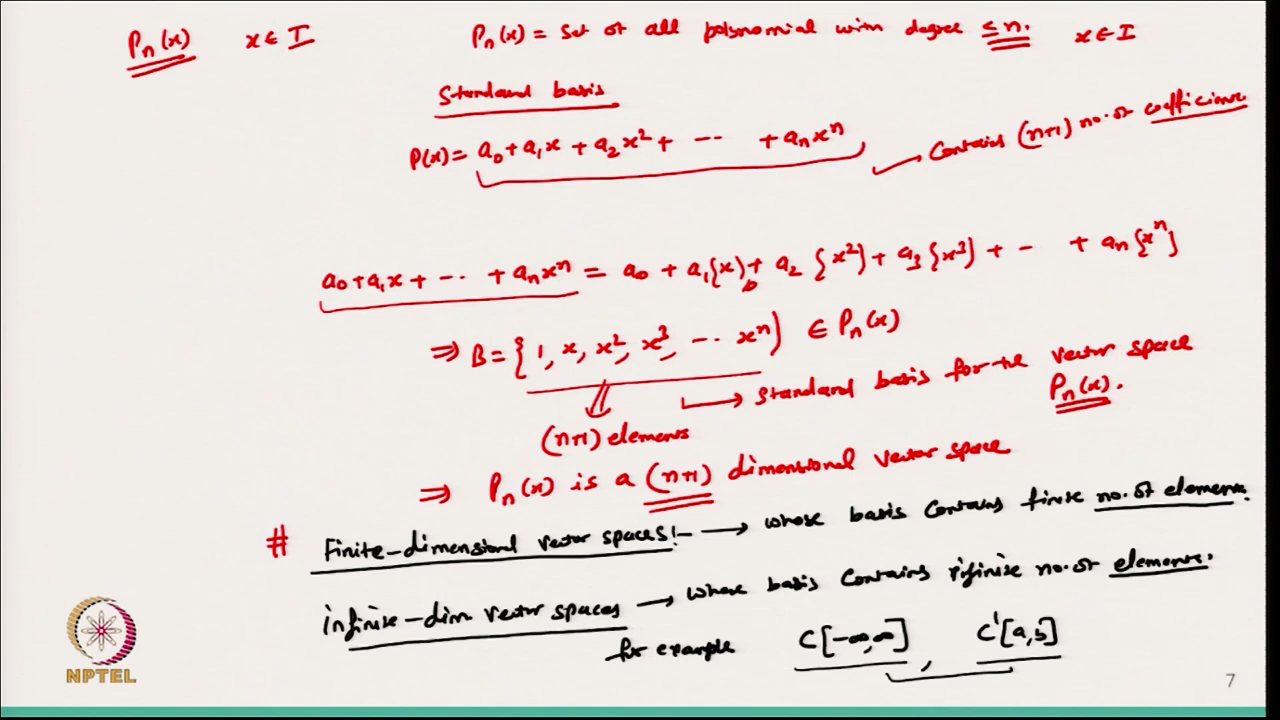 Pn(x) x ∈ I Pn(x) = Set of all polynomial with degree ≤ n. x ∈ I
Standard basis
P(x) = a0 + a1x + a2x² + --- + anxⁿ → Contains (n+1) no. of coefficients
a0 + a1x + --- + anxⁿ = a0 + a1{x} + a2{x²} + a3{x³} + -- + an{xⁿ}
⇒ B = {1, x, x², x³, --- xⁿ} ∈ Pn(x)
→ Standard basis for the vector space Pn(x).
(n+1) elements
⇒ Pn(x) is a (n+1) dimensional vector space
# Finite-dimensional vector spaces:- → whose basis contains finite no. of elements.
infinite-dim vector spaces → whose basis contains infinite no. of elements.
for example C[-∞,∞], C'[a,b]
NPTEL
7